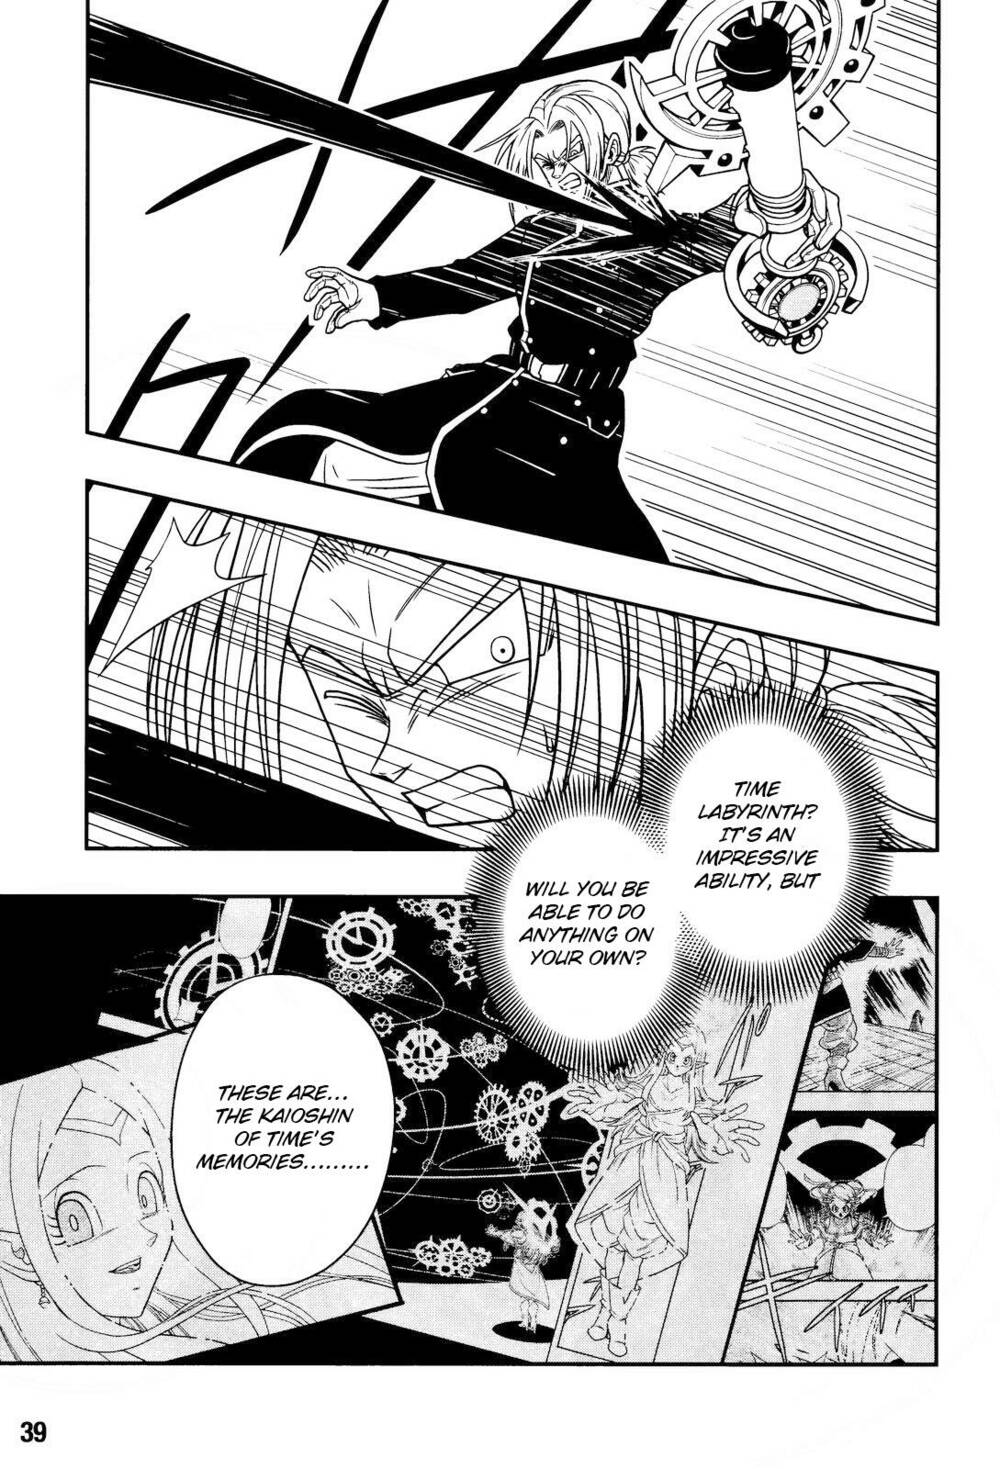 TIME
LABYRINTH?
IT'S AN
IMPRESSIVE
ABILITY, BUT
WILL YOU BE
ABLE TO DO
ANYTHING ON
YOUR OWN?
THESE ARE...
THE KAIOSHIN
OF TIME'S
MEMORIES.........
39